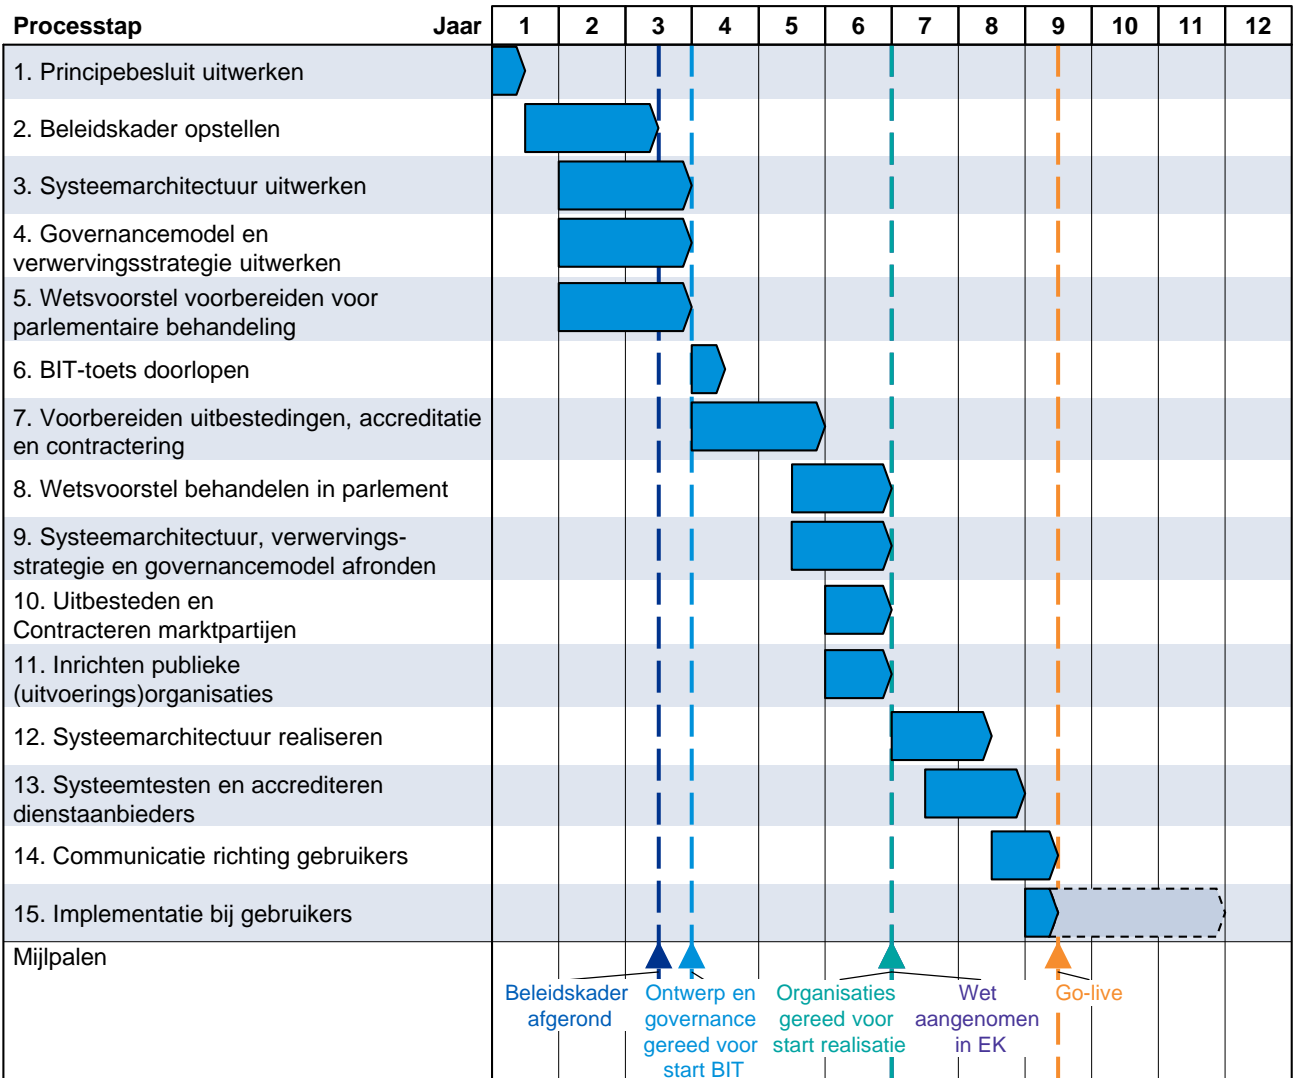 Processtap Jaar 1 2 3 4 5 6 7 8 9 10 11 12
1. Principebesluit uitwerken
2. Beleidskader opstellen
3. Systeemarchitectuur uitwerken
4. Governancemodel en
verwervingsstrategie uitwerken
5. Wetsvoorstel voorbereiden voor
parlementaire behandeling
6. BIT-toets doorlopen
7. Voorbereiden uitbestedingen, accreditatie
en contractering
8. Wetsvoorstel behandelen in parlement
9. Systeemarchitectuur, verwervings-
strategie en governancemodel afronden
10. Uitbesteden en
Contracteren marktpartijen
11. Inrichten publieke
(uitvoerings)organisaties
12. Systeemarchitectuur realiseren
13. Systeemtesten en accrediteren
dienstaanbieders
14. Communicatie richting gebruikers
15. Implementatie bij gebruikers
Mijlpalen
Beleidskader
afgerond
Ontwerp en
governance
gereed voor
start BIT
Organisaties
gereed voor
start realisatie
Wet
aangenomen
in EK
Go-live